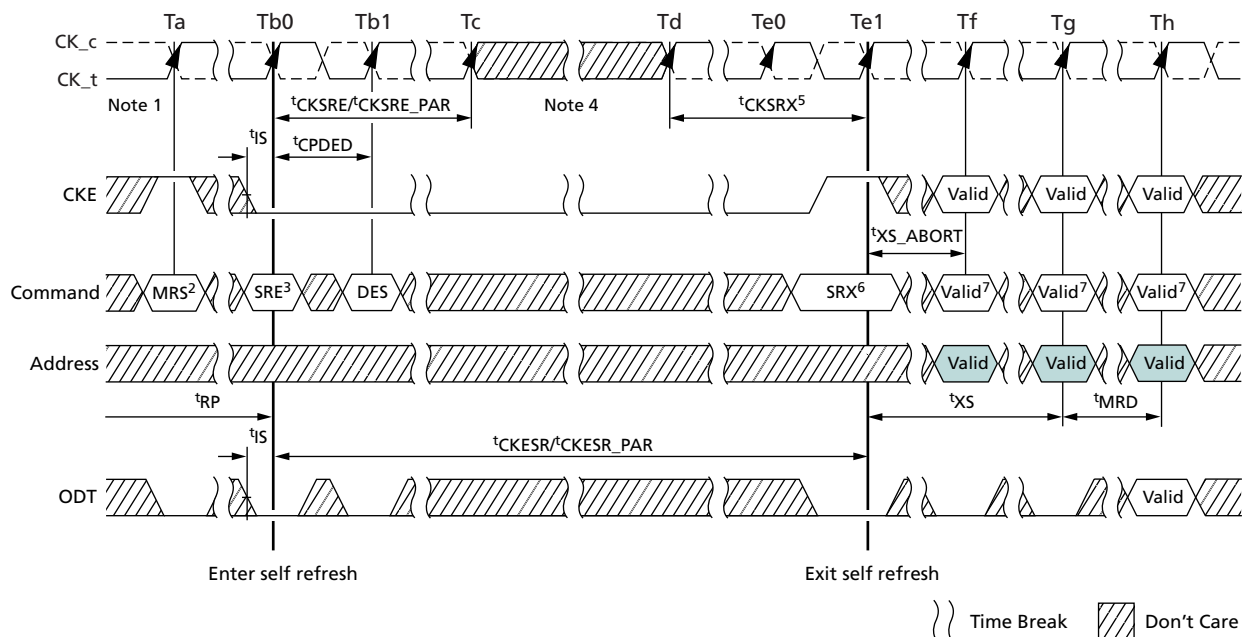 Ta Tb0 Tb1 Tc Td Te0 Te1 Tf Tg Th
CK_c
CK_t
Note 1 tCKSRE/tCKSRE_PAR Note 4 tCKSRX5
tIS tCPDED
CKE Valid Valid Valid
tXS_ABORT
Command MRS2 SRE3 DES SRX6 Valid7 Valid7 Valid7
Address Valid Valid Valid
tRP tXS tMRD
tIS tCKESR/tCKESR_PAR
ODT Valid
Enter self refresh Exit self refresh
Time Break Don't Care